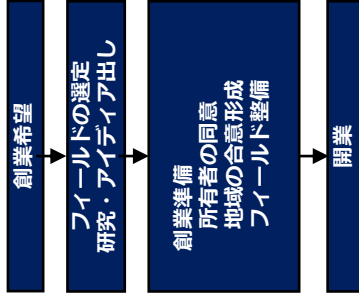 創業希望
フィールドの選定
研究・アイディア出し
創業準備
所有者の同意
地域の合意形成
フィールド整備
開業